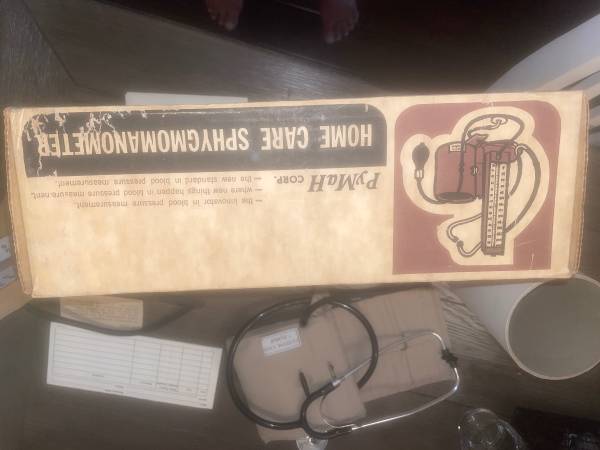 PyMaH CORP.
— the innovator in blood pressure measurement.
— where new things happen in blood pressure measurement.
— the new standard in blood pressure measurement.
HOME CARE SPHYGMOMANOMETER